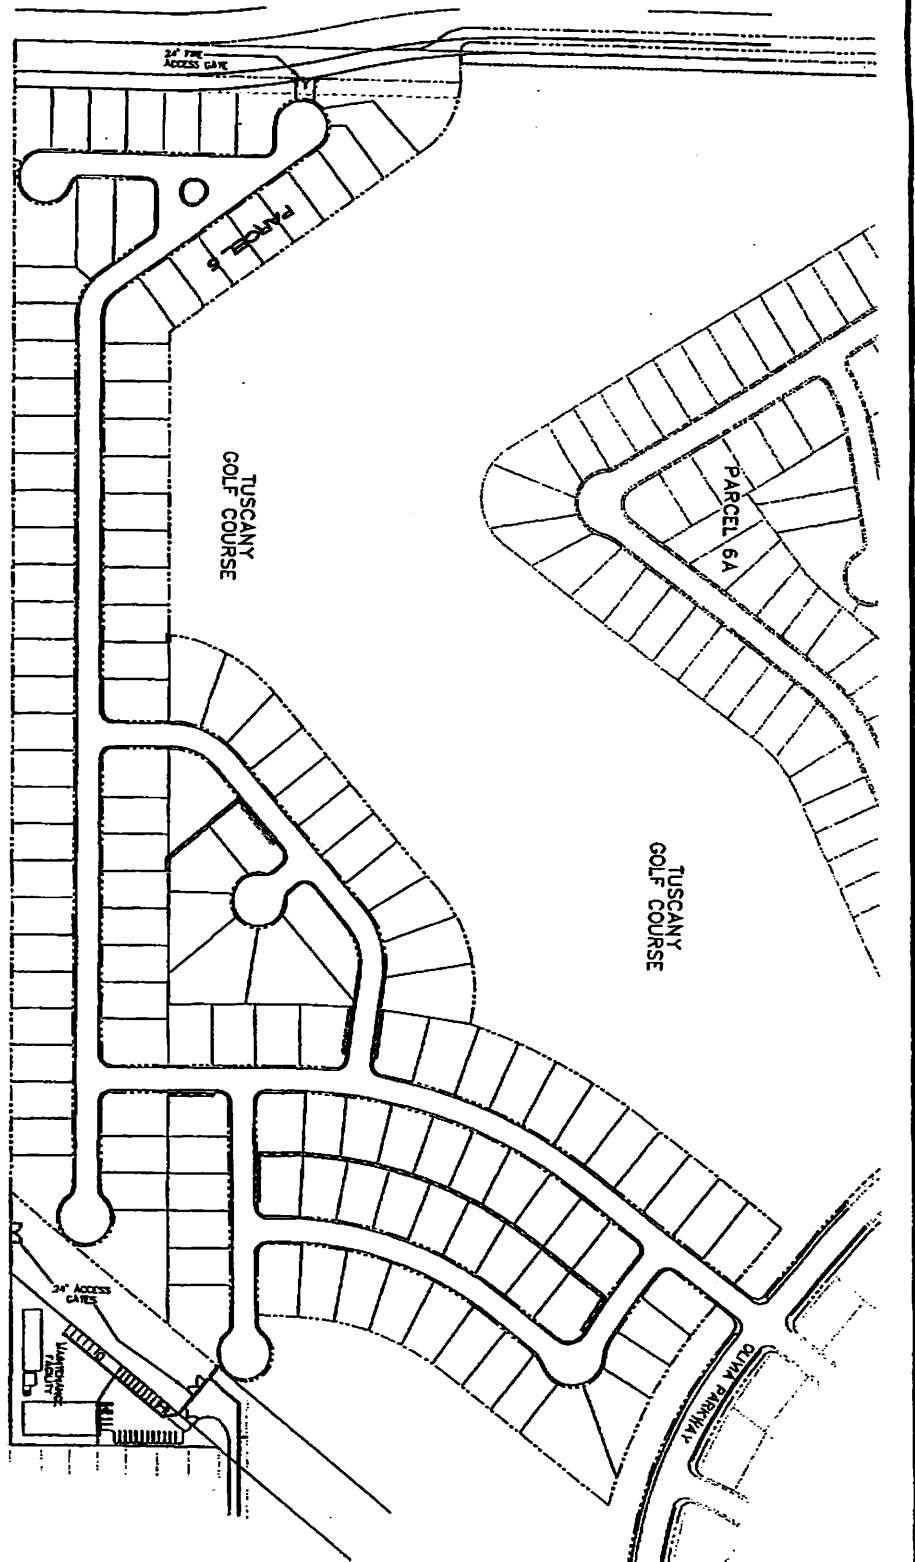 24' FIRE
ACCESS GATE
PARCEL 6
PARCEL 6A
TUSCANY
GOLF COURSE
TUSCANY
GOLF COURSE
24' ACCESS
GATES
MAINTENANCE
FACILITY
OLIVIA PARKWAY